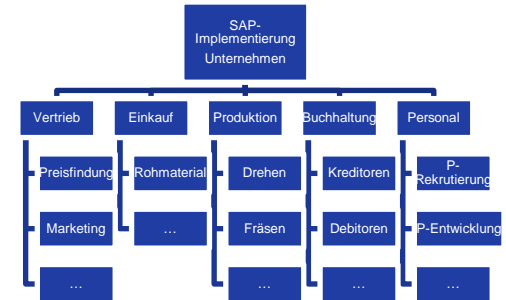 SAP-
Implementierung
Unternehmen
Vertrieb
Einkauf
Produktion
Buchhaltung
Personal
Preisfindung
Rohmaterial
Drehen
Kreditoren
P-
Rekrutierung
Marketing
…
Fräsen
Debitoren
P-Entwicklung
…
…
…
…